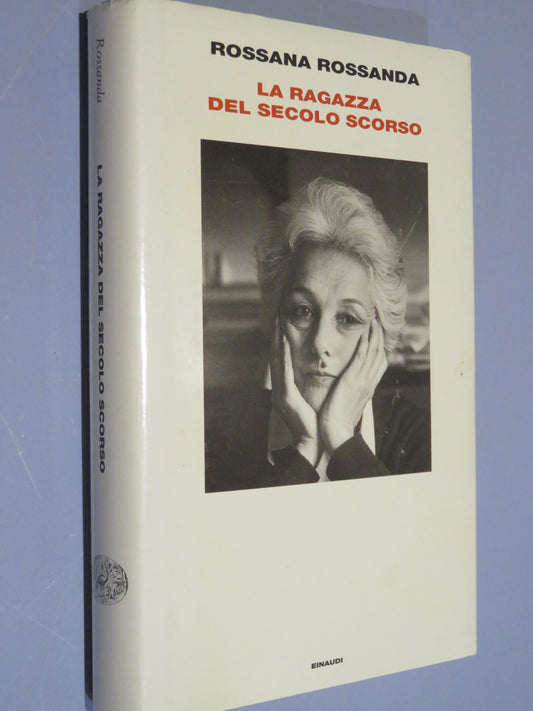 ROSSANA ROSSANDA
LA RAGAZZA
DEL SECOLO SCORSO
EINAUDI
Rossanda
LA RAGAZZA DEL SECOLO SCORSO